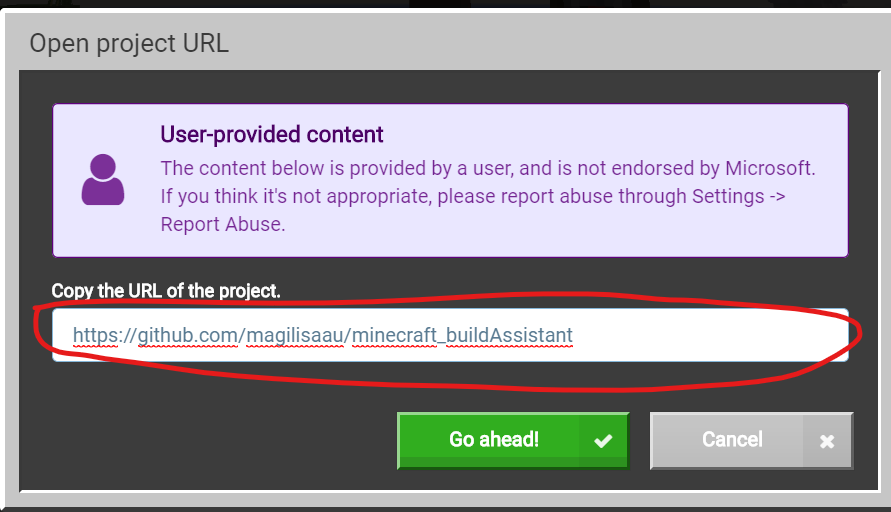 Open project URL
User-provided content
The content below is provided by a user, and is not endorsed by Microsoft.
If you think it's not appropriate, please report abuse through Settings ->
Report Abuse.
Copy the URL of the project.
https://github.com/magilisaau/minecraft_buildAssistant
Go ahead!
Cancel